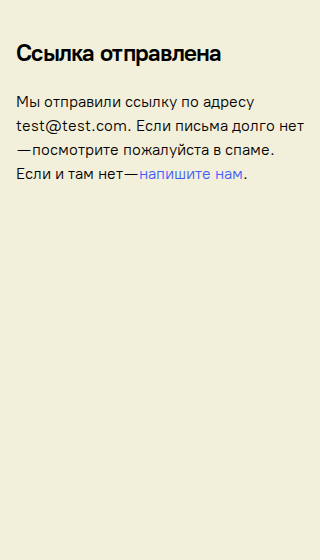 Ссылка отправлена
Мы отправили ссылку по адресу
test@test.com. Если письма долго нет
—посмотрите пожалуйста в спаме.
Если и там нет—напишите нам.